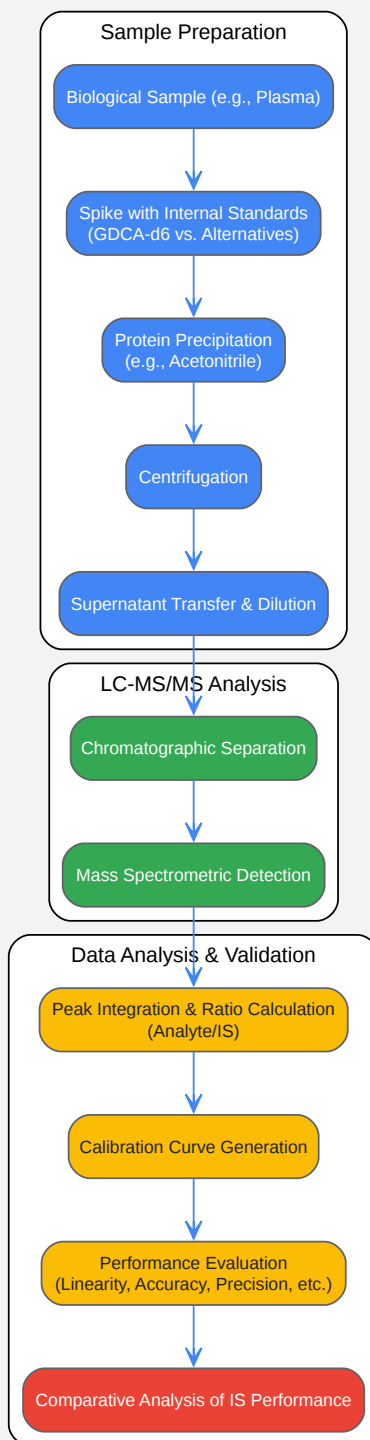 Sample Preparation
Biological Sample (e.g., Plasma)
Spike with Internal Standards
(GDCA-d6 vs. Alternatives)
Protein Precipitation
(e.g., Acetonitrile)
Centrifugation
Supernatant Transfer & Dilution
LC-MS/MS Analysis
Chromatographic Separation
Mass Spectrometric Detection
Data Analysis & Validation
Peak Integration & Ratio Calculation
(Analyte/IS)
Calibration Curve Generation
Performance Evaluation
(Linearity, Accuracy, Precision, etc.)
Comparative Analysis of IS Performance